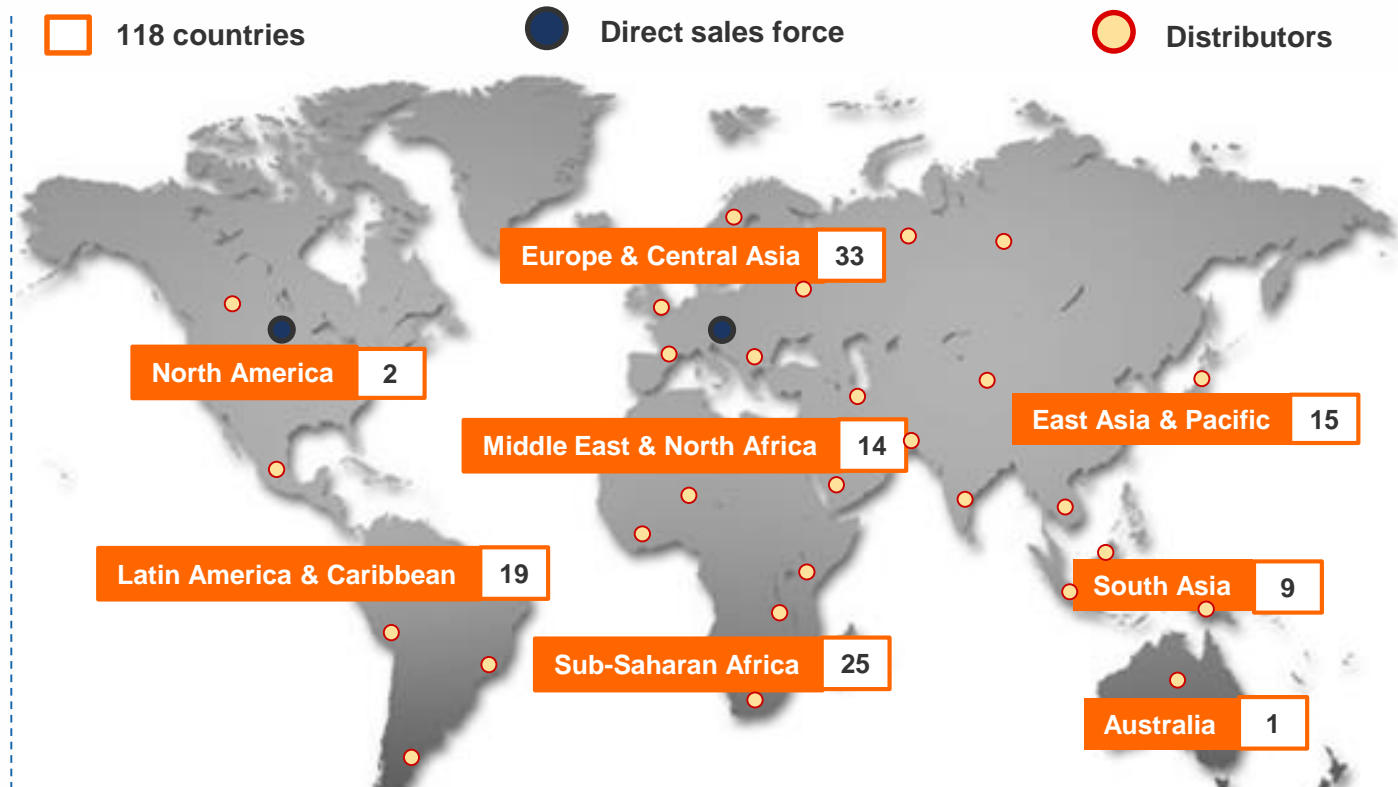 118 countries
Direct sales force
Distributors
Europe & Central Asia 33
North America 2
East Asia & Pacific 15
Middle East & North Africa 14
Latin America & Caribbean 19
South Asia 9
Sub-Saharan Africa 25
Australia 1